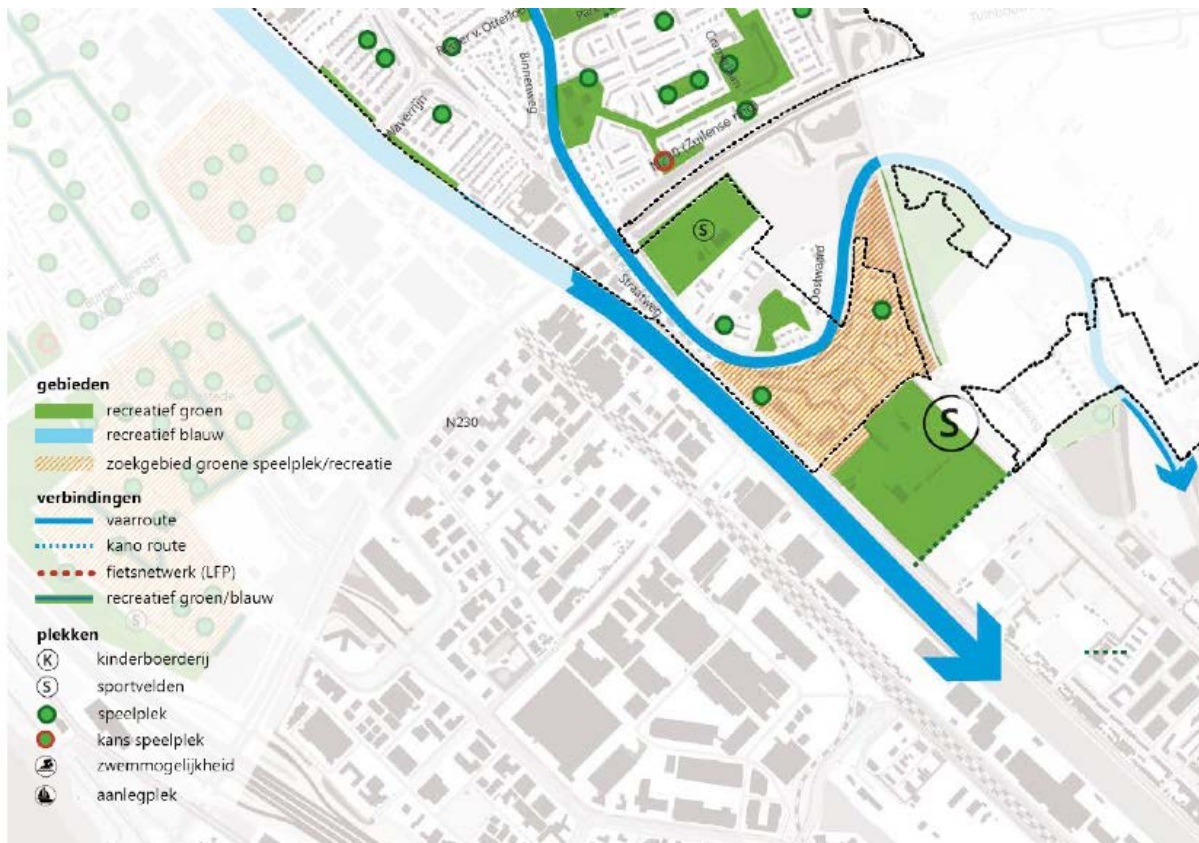 Binnenweg
Waverrijn
Straatweg
Oostwaard
S
S
N230
gebieden
recreatief groen
recreatief blauw
zoekgebied groene speelplek/recreatie
verbindingen
vaarroute
kano route
fietsnetwerk (LFP)
recreatief groen/blauw
S
plekken
K kinderboerderij
S sportvelden
speelplek
kans speelplek
zwemmogelijkheid
aanlegplek